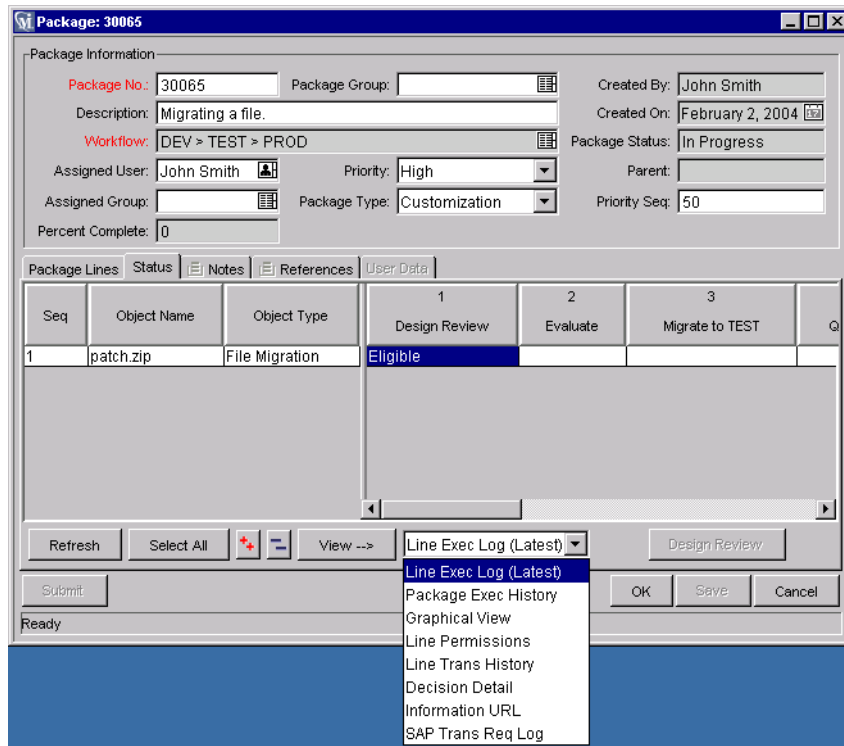 Package: 30065
Package Information
Package No.: 30065 Package Group: Created By: John Smith
Description: Migrating a file. Created On: February 2, 2004
Workflow: DEV > TEST > PROD Package Status: In Progress
Assigned User: John Smith Priority: High Parent:
Assigned Group: Package Type: Customization Priority Seq: 50
Percent Complete: 0
Package Lines Status Notes References User Data
Seq Object Name Object Type 1 Design Review 2 Evaluate 3 Migrate to TEST Q
1 patch.zip File Migration Eligible
Refresh Select All View --> Line Exec Log (Latest) Design Review
Line Exec Log (Latest)
Submit Package Exec History OK Save Cancel
Graphical View
Ready
Line Permissions
Line Trans History
Decision Detail
Information URL
SAP Trans Req Log